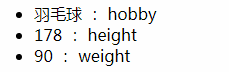 羽毛球 : hobby
178 : height
90 : weight